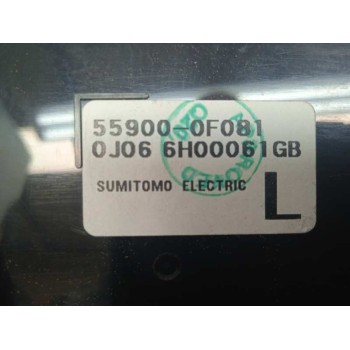 55900-0F081
0J06 6H00061GB
SUMITOMO ELECTRIC
L